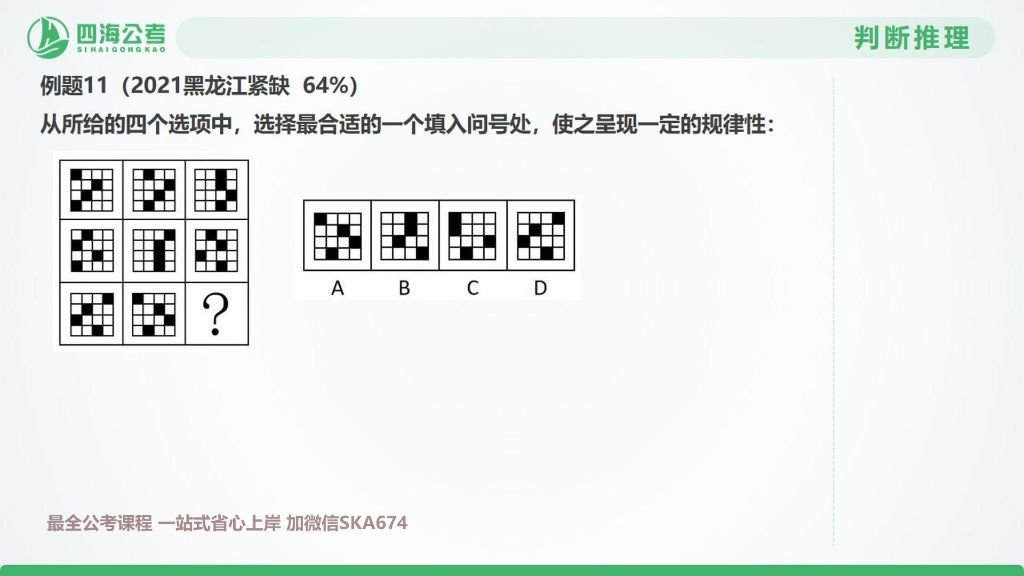 四海公考
SIHAIGONGKAO
判断推理
例题11（2021黑龙江紧缺 64%）
从所给的四个选项中，选择最合适的一个填入问号处，使之呈现一定的规律性：
?
A B C D
最全公考课程 一站式省心上岸 加微信SKA674